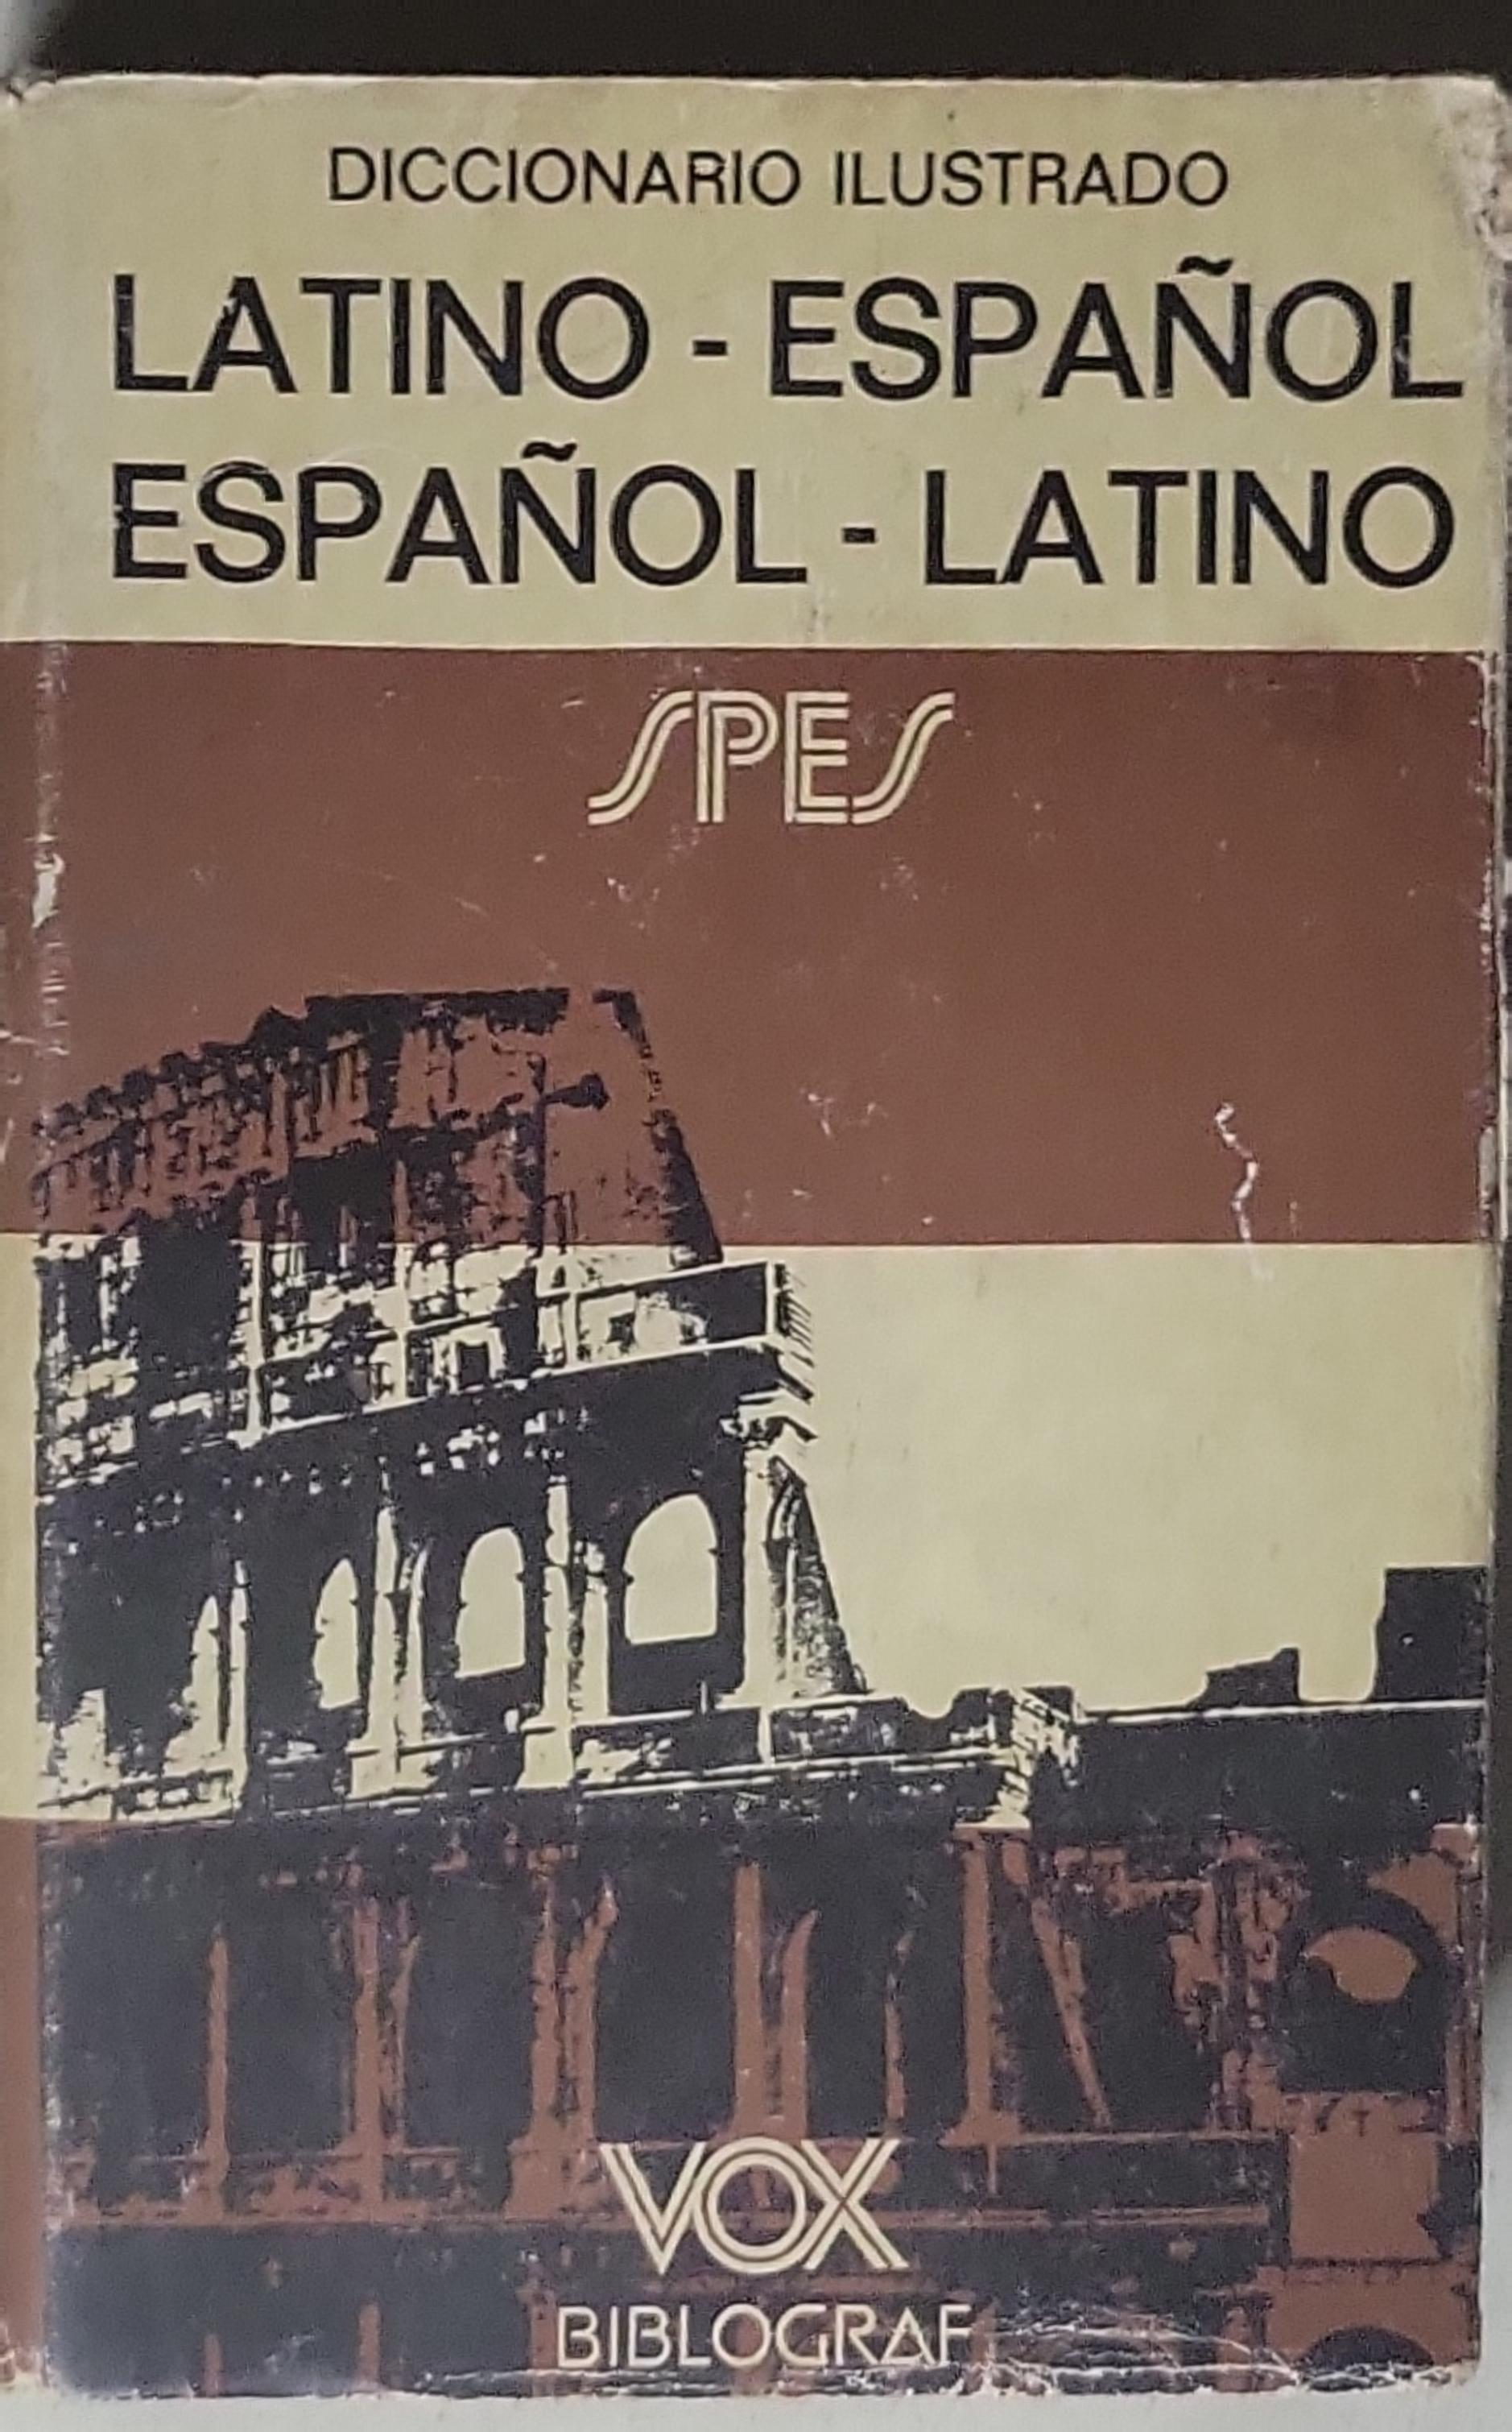 DICCIONARIO ILUSTRADO
LATINO - ESPAÑOL
ESPAÑOL - LATINO
SPES
VOX
BIBLOGRAF